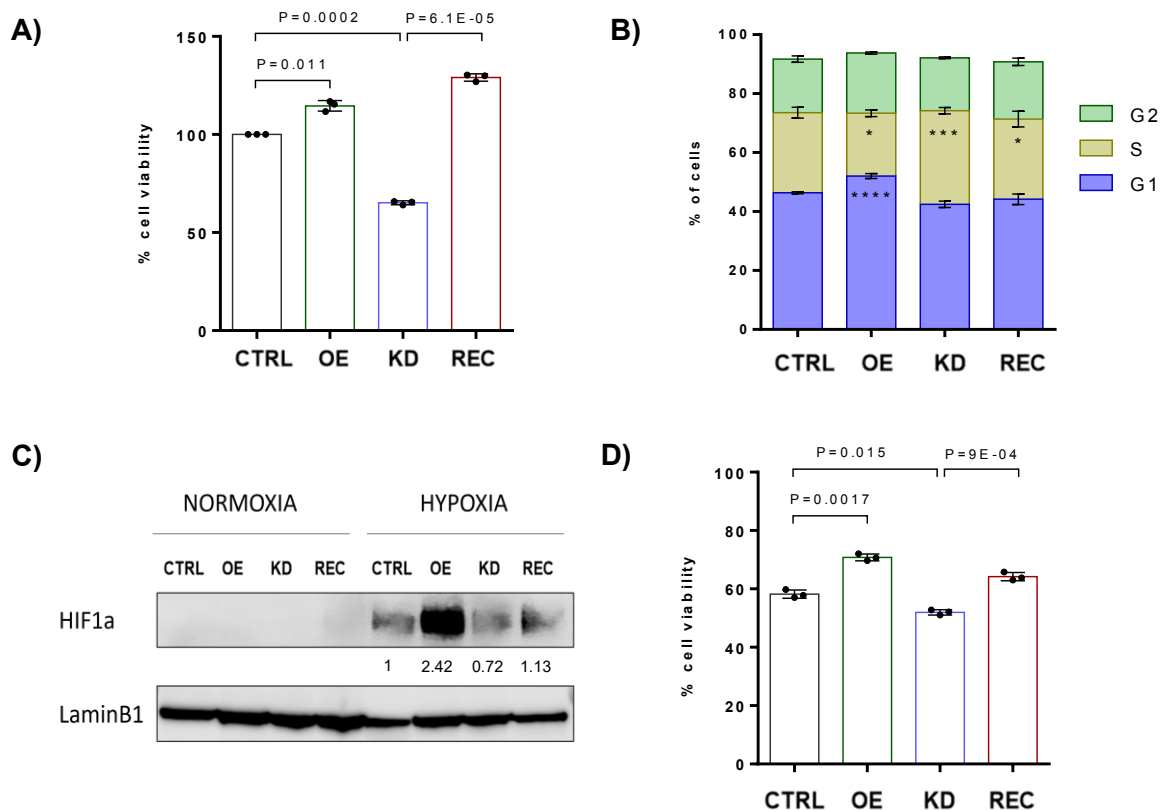 A)
P=0.0002
P=6.1E-05
P=0.011
% cell viability
150
100
50
0
CTRL OE KD REC
B)
% of cells
100
80
60
40
20
0
* *** *
****
CTRL OE KD REC
G2
S
G1
C)
NORMOXIA HYPOXIA
CTRL OE KD REC CTRL OE KD REC
HIF1a
1 2.42 0.72 1.13
LaminB1
D)
P=0.015
P=9E-04
P=0.0017
% cell viability
100
80
60
40
20
0
CTRL OE KD REC